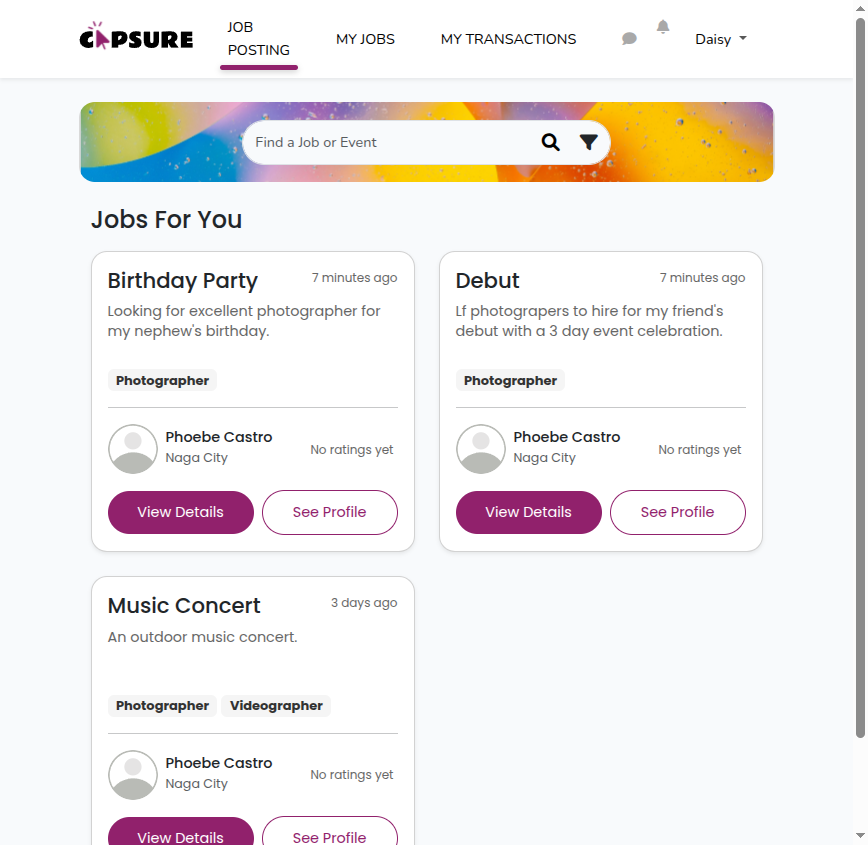 CAPSURE
JOB
POSTING
MY JOBS
MY TRANSACTIONS
Daisy
Find a Job or Event
Jobs For You
Birthday Party
7 minutes ago
Looking for excellent photographer for
my nephew's birthday.
Photographer
Phoebe Castro
Naga City
No ratings yet
View Details
See Profile
Debut
7 minutes ago
Lf photograpers to hire for my friend's
debut with a 3 day event celebration.
Photographer
Phoebe Castro
Naga City
No ratings yet
View Details
See Profile
Music Concert
3 days ago
An outdoor music concert.
Photographer
Videographer
Phoebe Castro
Naga City
No ratings yet
View Details
See Profile